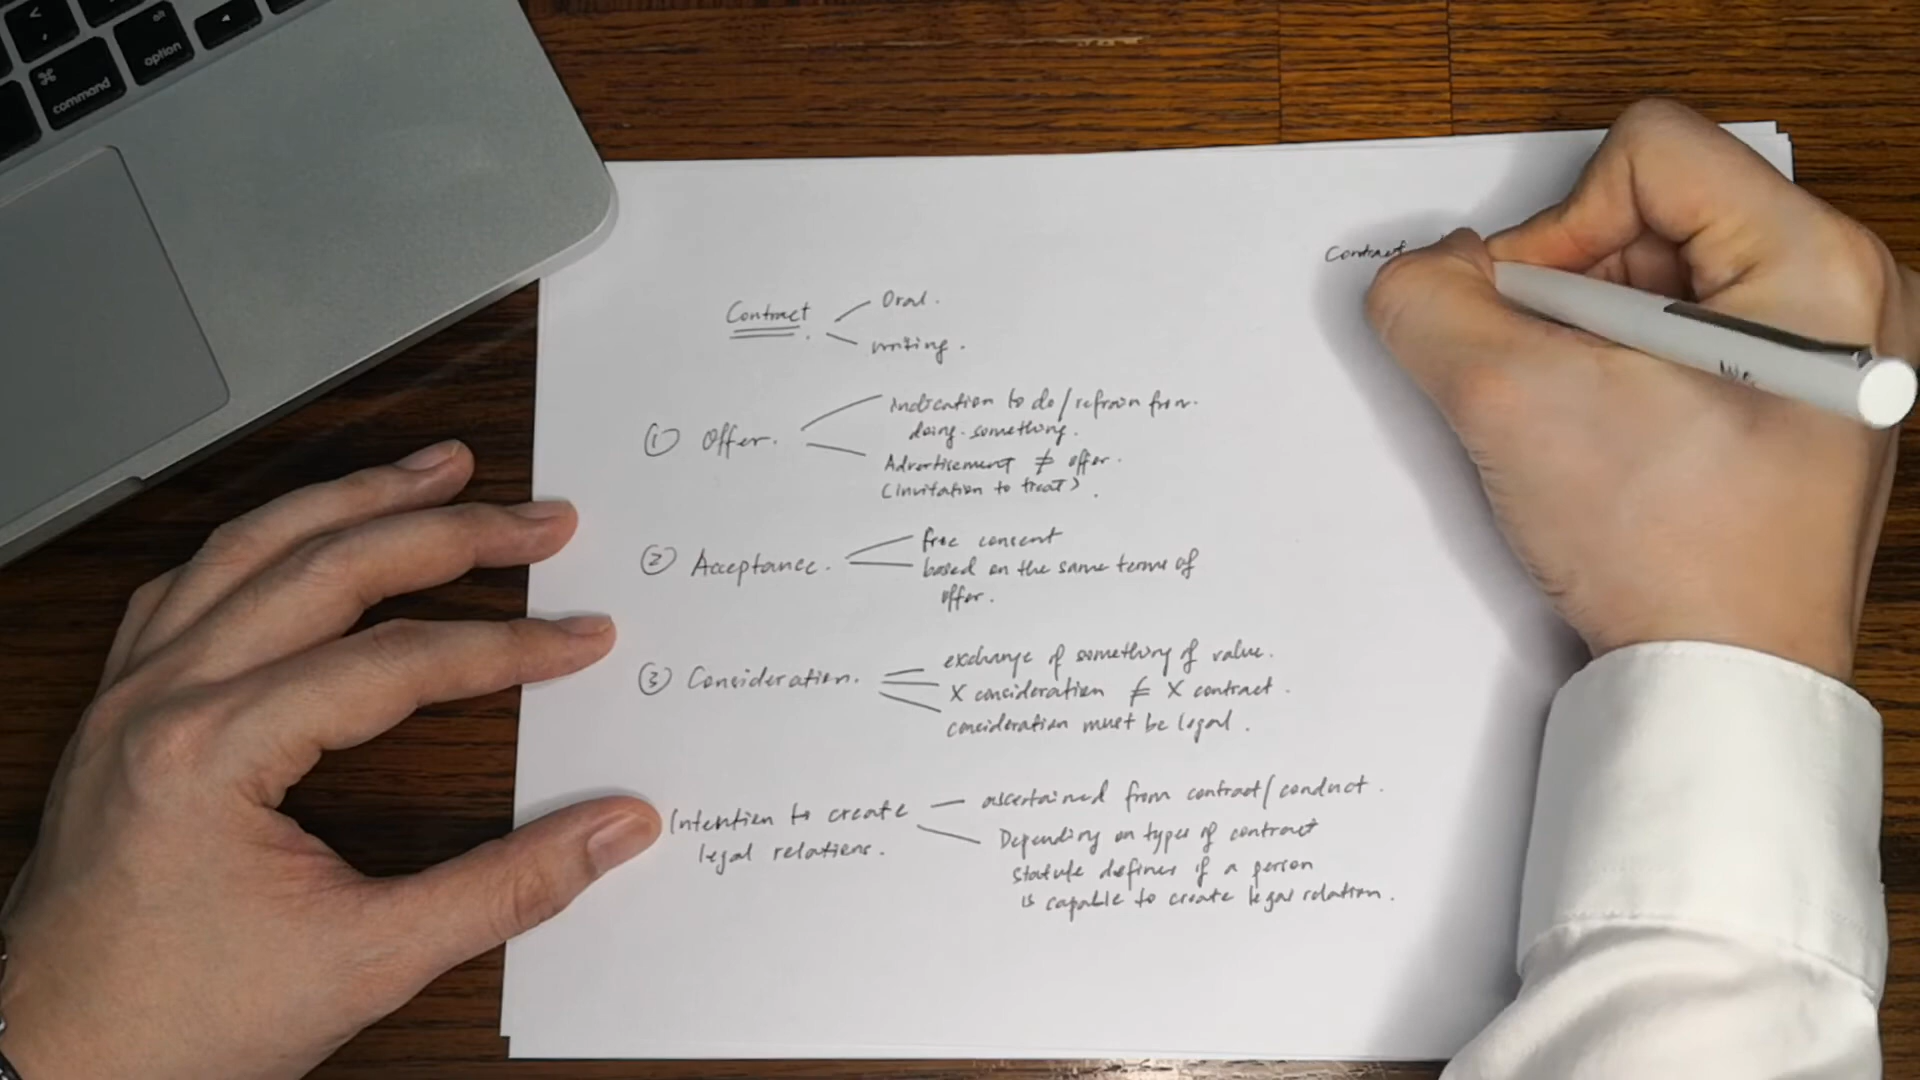 command
option
Contract
Contract.
Oral.
writing.
① Offer.
indication to do/refrain from.
doing something.
Advertisement ≠ offer.
(invitation to treat).
② Acceptance.
free consent
based on the same terms of
offer.
③ Consideration.
exchange of something of value.
X consideration ≠ X contract.
consideration must be legal.
Intention to create
legal relations.
ascertained from contract/conduct.
Depending on types of contract
statute defines if a person
is capable to create legal relation.